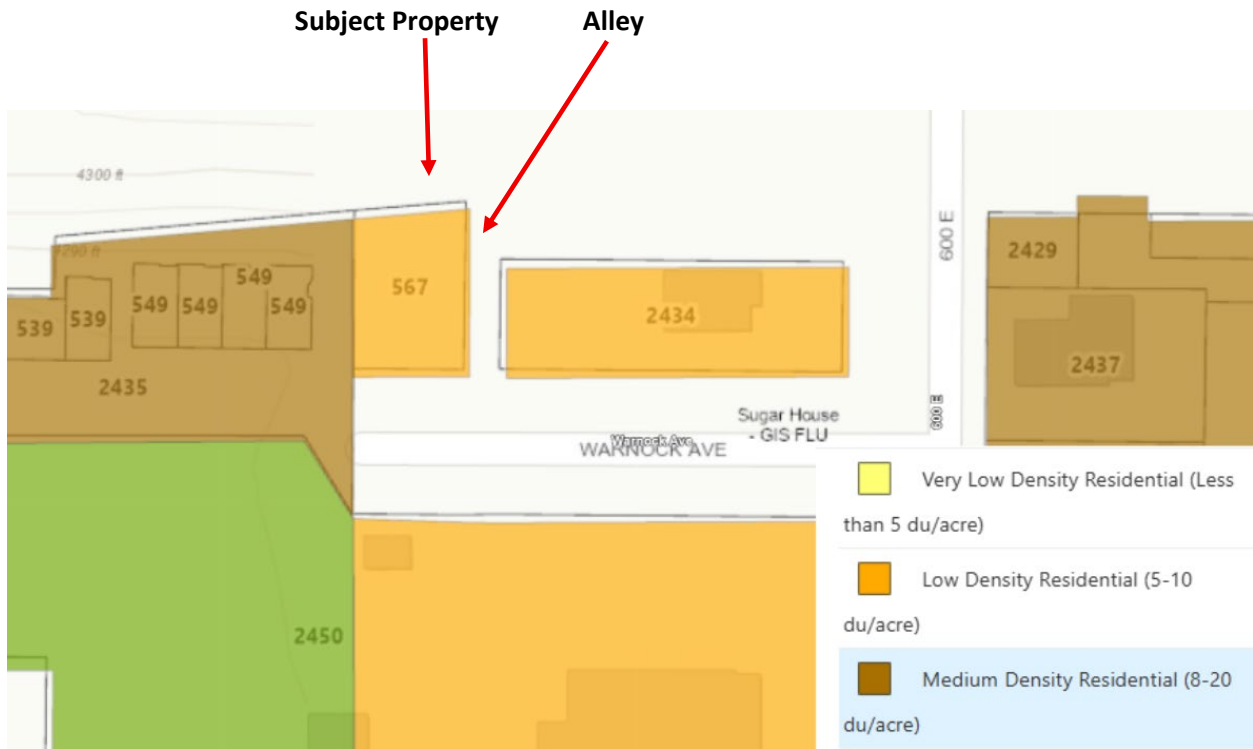 Subject Property
Alley
4300 ft
4290 ft
600 E
2429
567
549
549
549
549
539
539
2434
2437
2435
600 E
Sugar House
- GIS FLU
Warnock Ave
WARNOCK AVE
Very Low Density Residential (Less
than 5 du/acre)
Low Density Residential (5-10
du/acre)
2450
Medium Density Residential (8-20
du/acre)